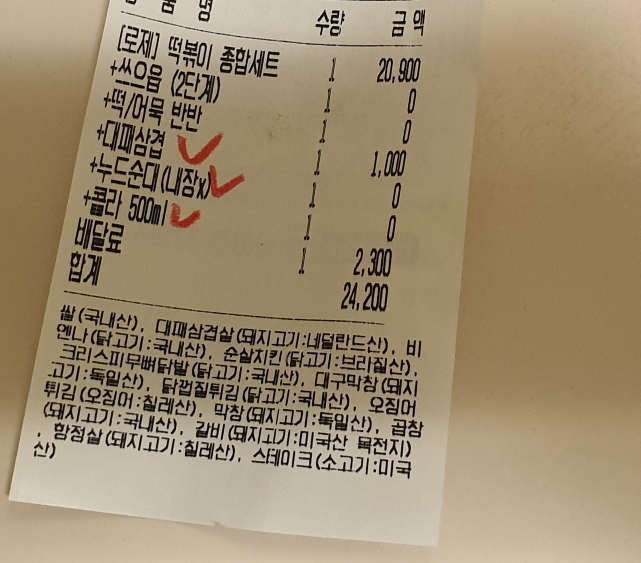 품 명 수량 금 액
[로제] 떡볶이 종합세트 1 20,900
+쓰으읍 (2단계) 1 0
+떡/어묵 반반 1 0
+대패삼겹 1 1,000
+누드순대(내장x) 1 0
+콜라 500ml 1 0
배달료 1 2,300
합계 24,200
쌀(국내산), 대패삼겹살(돼지고기:네덜란드산), 비
엔나(닭고기:국내산), 순살치킨(닭고기:브라질산),
크리스피무뼈닭발(닭고기:국내산), 대구막창(돼지
고기:독일산), 닭껍질튀김(닭고기:국내산), 오징어
튀김(오징어:칠레산), 막창(돼지고기:독일산), 곱창
(돼지고기:국내산), 갈비(돼지고기:미국산 목전지)
, 항정살(돼지고기:칠레산), 스테이크(소고기:미국
산)